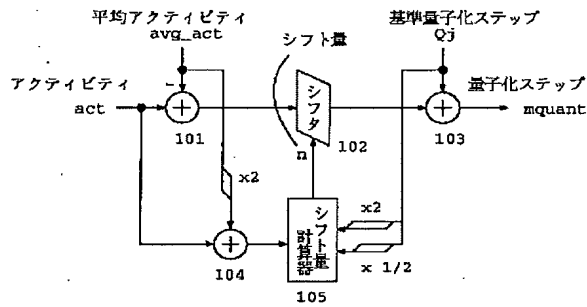 平均アクティビティ
avg_act
シフト量
基準量子化ステップ
Qj
アクティビティ
act
-
+
101
シフタ
n
102
+
103
量子化ステップ
mquant
x2
+
104
シフト量
計算器
105
x2
x 1/2